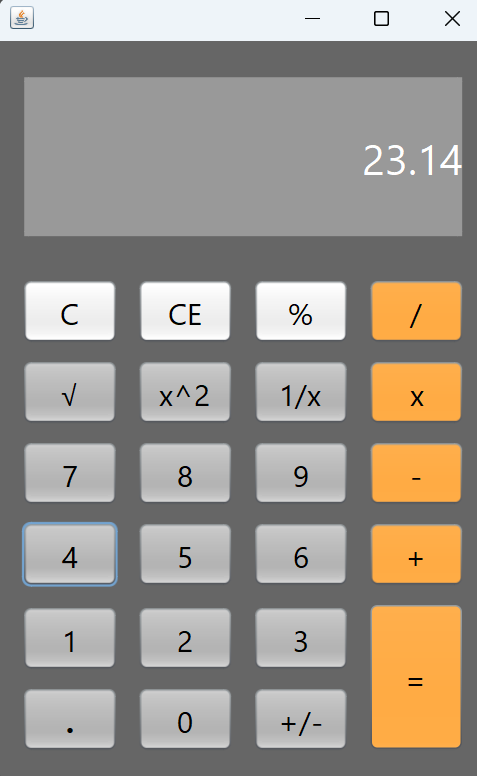 23.14
C CE % /
√ x^2 1/x x
7 8 9 -
4 5 6 +
1 2 3
=
. 0 +/-